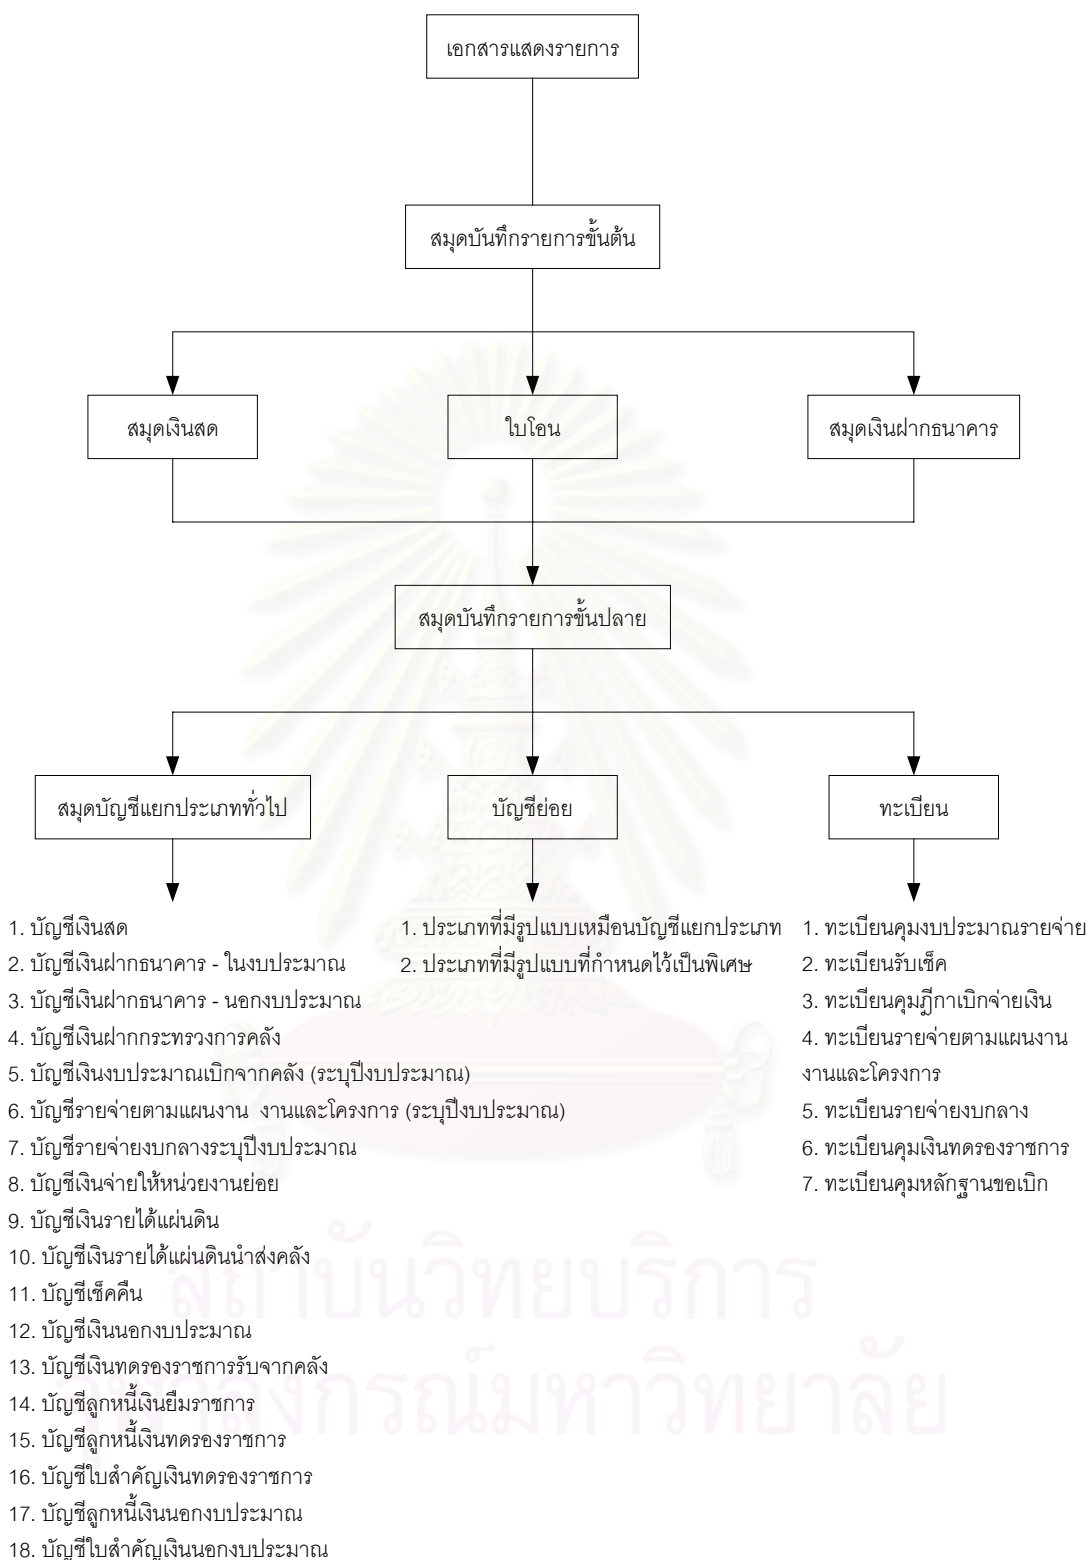 เอกสารแสดงรายการ
สมุดบันทึกรายการขั้นต้น
สมุดเงินสด
ใบโอน
สมุดเงินฝากธนาคาร
สมุดบันทึกรายการขั้นปลาย
สมุดบัญชีแยกประเภททั่วไป
บัญชีย่อย
ทะเบียน
1. บัญชีเงินสด
2. บัญชีเงินฝากธนาคาร - ในงบประมาณ
3. บัญชีเงินฝากธนาคาร - นอกงบประมาณ
4. บัญชีเงินฝากกระทรวงการคลัง
5. บัญชีเงินงบประมาณเบิกจากคลัง (ระบุปีงบประมาณ)
6. บัญชีรายจ่ายตามแผนงาน งานและโครงการ (ระบุปีงบประมาณ)
7. บัญชีรายจ่ายงบกลางระบุปีงบประมาณ
8. บัญชีเงินจ่ายให้หน่วยงานย่อย
9. บัญชีเงินรายได้แผ่นดิน
10. บัญชีเงินรายได้แผ่นดินนำส่งคลัง
11. บัญชีเช็คคืน
12. บัญชีเงินนอกงบประมาณ
13. บัญชีเงินทดรองราชการรับจากคลัง
14. บัญชีลูกหนี้เงินยืมราชการ
15. บัญชีลูกหนี้เงินทดรองราชการ
16. บัญชีใบสำคัญเงินทดรองราชการ
17. บัญชีลูกหนี้เงินนอกงบประมาณ
18. บัญชีใบสำคัญเงินนอกงบประมาณ
1. ประเภทที่มีรูปแบบเหมือนบัญชีแยกประเภท
2. ประเภทที่มีรูปแบบที่กำหนดไว้เป็นพิเศษ
1. ทะเบียนคุมงบประมาณรายจ่าย
2. ทะเบียนรับเช็ค
3. ทะเบียนคุมฎีกาเบิกจ่ายเงิน
4. ทะเบียนรายจ่ายตามแผนงาน
งานและโครงการ
5. ทะเบียนรายจ่ายงบกลาง
6. ทะเบียนคุมเงินทดรองราชการ
7. ทะเบียนคุมหลักฐานขอเบิก
สถาบันวิทยบริการ
จุฬาลงกรณ์มหาวิทยาลัย